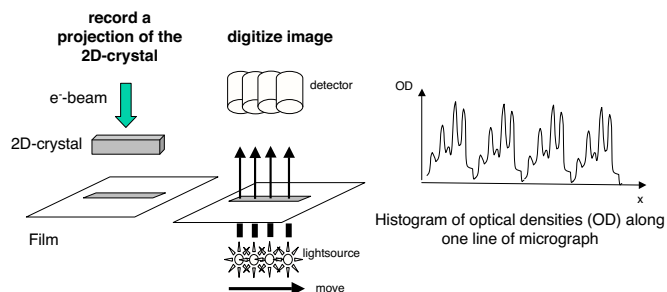 record a
projection of the
2D-crystal
e⁻-beam
2D-crystal
Film
digitize image
detector
lightsource
move
OD
x
Histogram of optical densities (OD) along
one line of micrograph